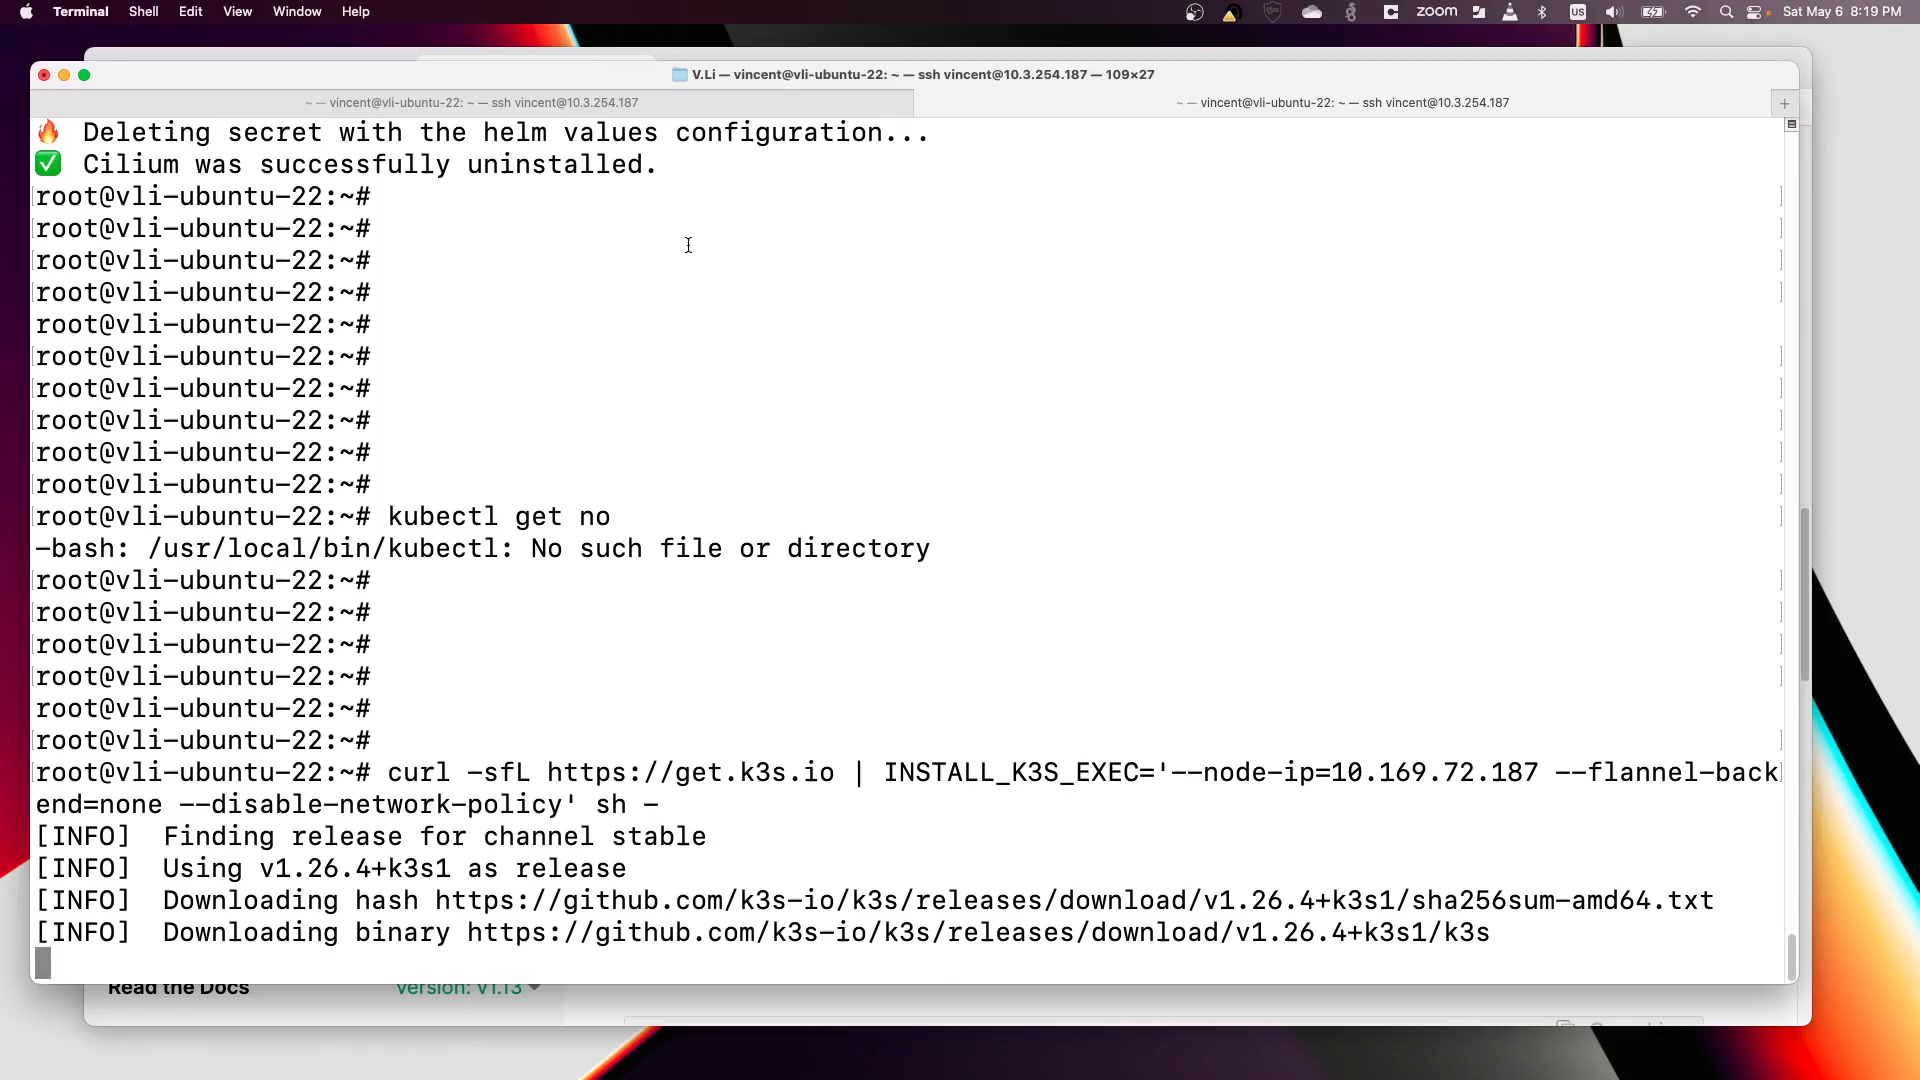 Terminal Shell Edit View Window Help zoom US Sat May 6 8:19 PM
V.Li — vincent@vli-ubuntu-22: ~ — ssh vincent@10.3.254.187 — 109×27
~ — vincent@vli-ubuntu-22: ~ — ssh vincent@10.3.254.187 ~ — vincent@vli-ubuntu-22: ~ — ssh vincent@10.3.254.187 +
🔥 Deleting secret with the helm values configuration...
✅ Cilium was successfully uninstalled.
root@vli-ubuntu-22:~#
root@vli-ubuntu-22:~#
root@vli-ubuntu-22:~#
root@vli-ubuntu-22:~#
root@vli-ubuntu-22:~#
root@vli-ubuntu-22:~#
root@vli-ubuntu-22:~#
root@vli-ubuntu-22:~#
root@vli-ubuntu-22:~#
root@vli-ubuntu-22:~#
root@vli-ubuntu-22:~# kubectl get no
-bash: /usr/local/bin/kubectl: No such file or directory
root@vli-ubuntu-22:~#
root@vli-ubuntu-22:~#
root@vli-ubuntu-22:~#
root@vli-ubuntu-22:~#
root@vli-ubuntu-22:~#
root@vli-ubuntu-22:~#
root@vli-ubuntu-22:~# curl -sfL https://get.k3s.io | INSTALL_K3S_EXEC='--node-ip=10.169.72.187 --flannel-back
end=none --disable-network-policy' sh -
[INFO]  Finding release for channel stable
[INFO]  Using v1.26.4+k3s1 as release
[INFO]  Downloading hash https://github.com/k3s-io/k3s/releases/download/v1.26.4+k3s1/sha256sum-amd64.txt
[INFO]  Downloading binary https://github.com/k3s-io/k3s/releases/download/v1.26.4+k3s1/k3s
Read the Docs Version: v1.13